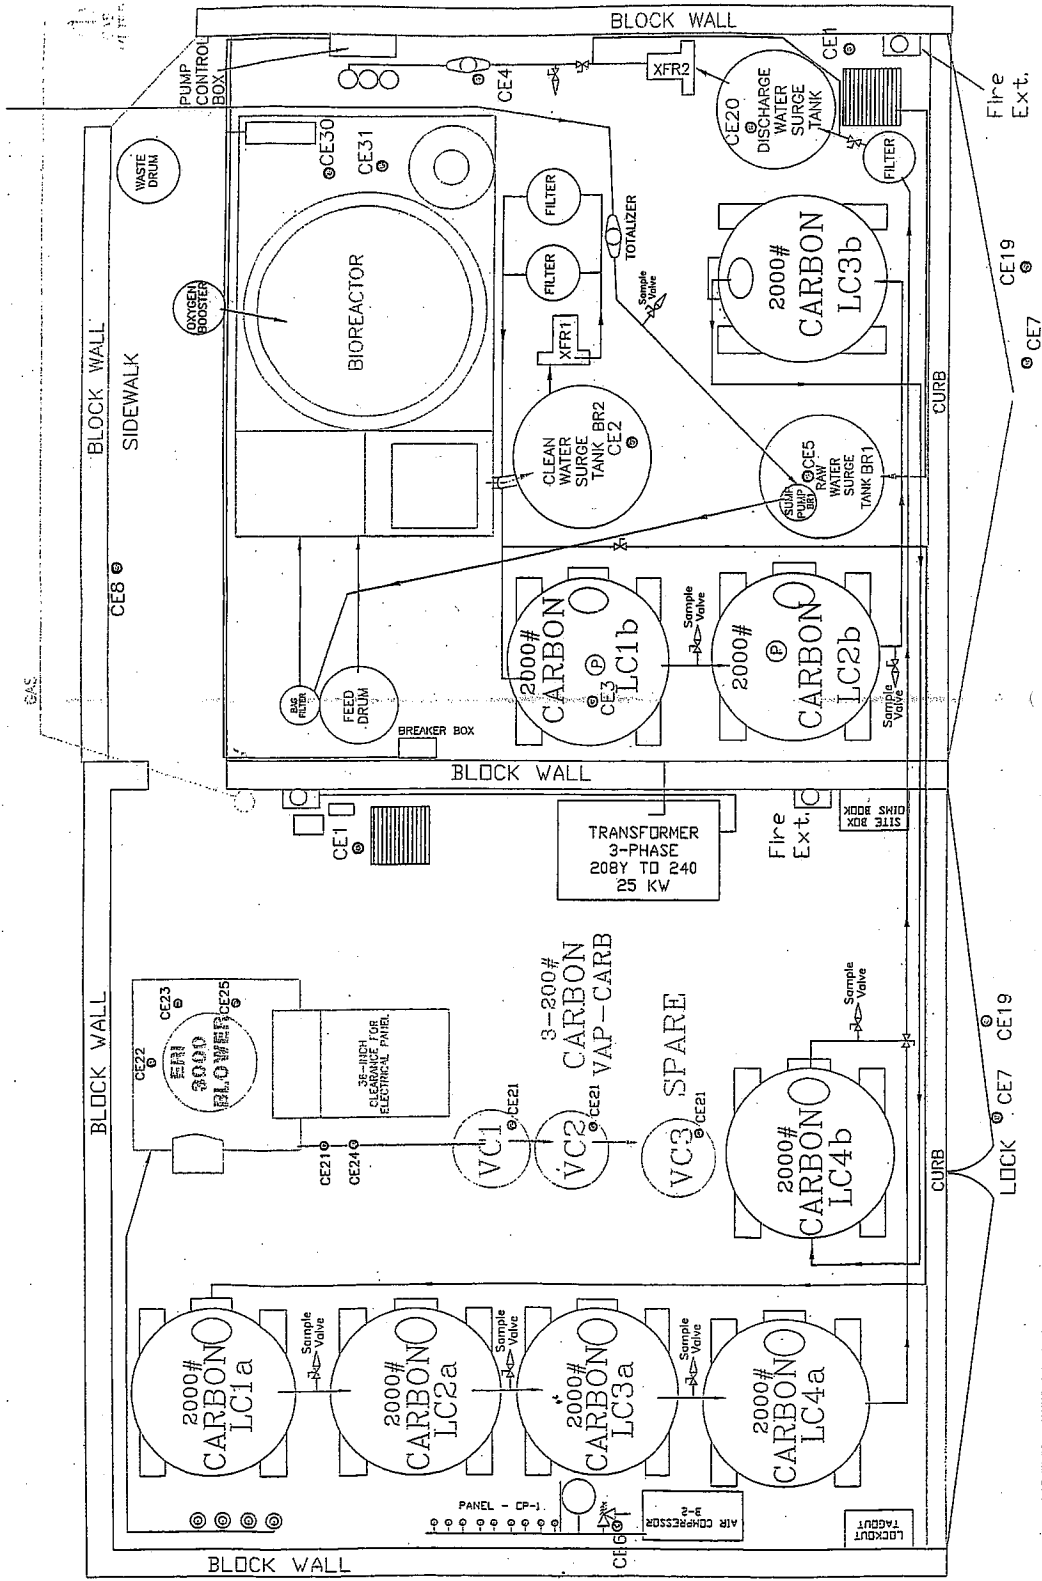 BLOCK WALL
PUMP
CONTROL
BOX
CE4
XFR2
CE1
Fire
Ext.
CE20
DISCHARGE
WATER
SURGE
TANK
FILTER
WASTE
DRUM
CE30
CE31
FILTER
FILTER
TOTALIZER
Sample
Valve
OXYGEN
BOOSTER
BIOREACTOR
XFR1
2000#
CARBON
LC3b
CE19
CE7
BLOCK WALL
SIDEWALK
CURB
CLEAN
WATER
SURGE
TANK BR2
CE2
CE5
RAW
WATER
SURGE
TANK BR1
SUMP
PUMP
BR1
CE8
GAS
2000#
CARBON
LC1b
P
CE3
Sample
Valve
2000#
CARBON
LC2b
P
Sample
Valve
BAG
FILTER
FEED
DRUM
BREAKER BOX
BLOCK WALL
CE1
TRANSFORMER
3-PHASE
208Y TO 240
25 KW
Fire
Ext.
SITE BOX
OIMS BOOK
BLOCK WALL
CE22
CE23
CE25
ERI
3000
BLOWER
36-INCH
CLEARANCE FOR
ELECTRICAL PANEL
3-200#
CARBON
VAP-CARB
SPARE
CE21
CE24
VC1
CE21
VC2
CE21
VC3
CE21
Sample
Valve
2000#
CARBON
LC4b
CE19
CE7
LOCK
CURB
2000#
CARBON
LC1a
Sample
Valve
2000#
CARBON
LC2a
Sample
Valve
2000#
CARBON
LC3a
Sample
Valve
2000#
CARBON
LC4a
PANEL - CP-1
CE6
AIR COMPRESSOR
3-2
LOCKOUT
TAGOUT
BLOCK WALL